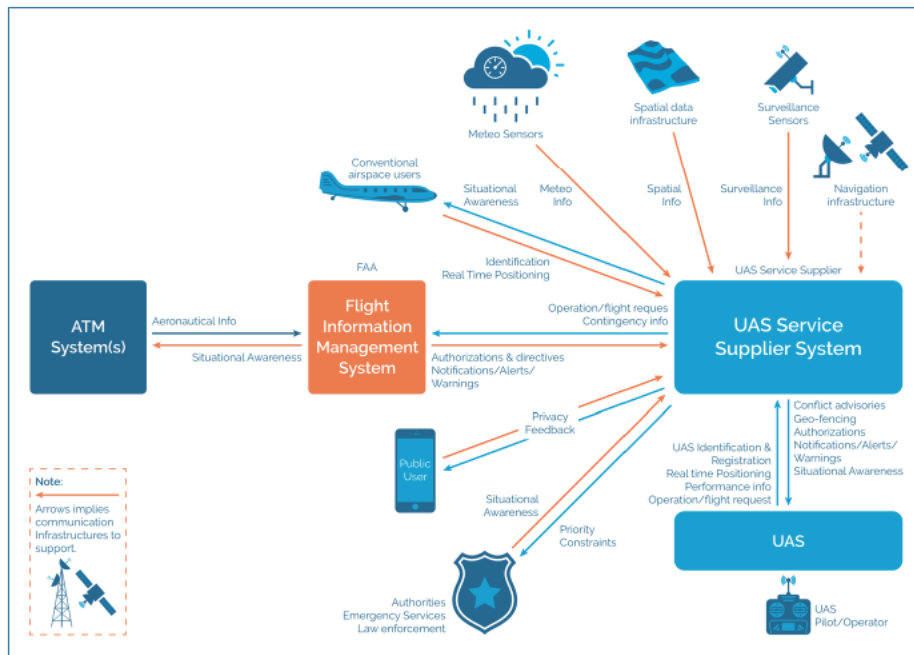 Meteo Sensors
Spatial data
infrastructure
Surveillance
Sensors
Navigation
infrastructure
Conventional
airspace users
Situational
Awareness
Meteo
Info
Spatial
Info
Surveillance
Info
Identification
Real Time Positioning
UAS Service Supplier
FAA
ATM
System(s)
Aeronautical Info
Situational Awareness
Flight
Information
Management
System
Operation/flight reques
Contingency info
Authorizations & directives
Notifications/Alerts/
Warnings
UAS Service
Supplier System
Privacy
Feedback
Public
User
UAS Identification &
Registration
Real time Positioning
Performance info
Operation/flight request
Conflict advisories
Geo-fencing
Authorizations
Notifications/Alerts/
Warnings
Situational Awareness
Situational
Awareness
Priority
Constraints
UAS
Authorities
Emergency Services
Law enforcement
UAS
Pilot/Operator
Note:
Arrows implies
communication
Infrastructures to
support.